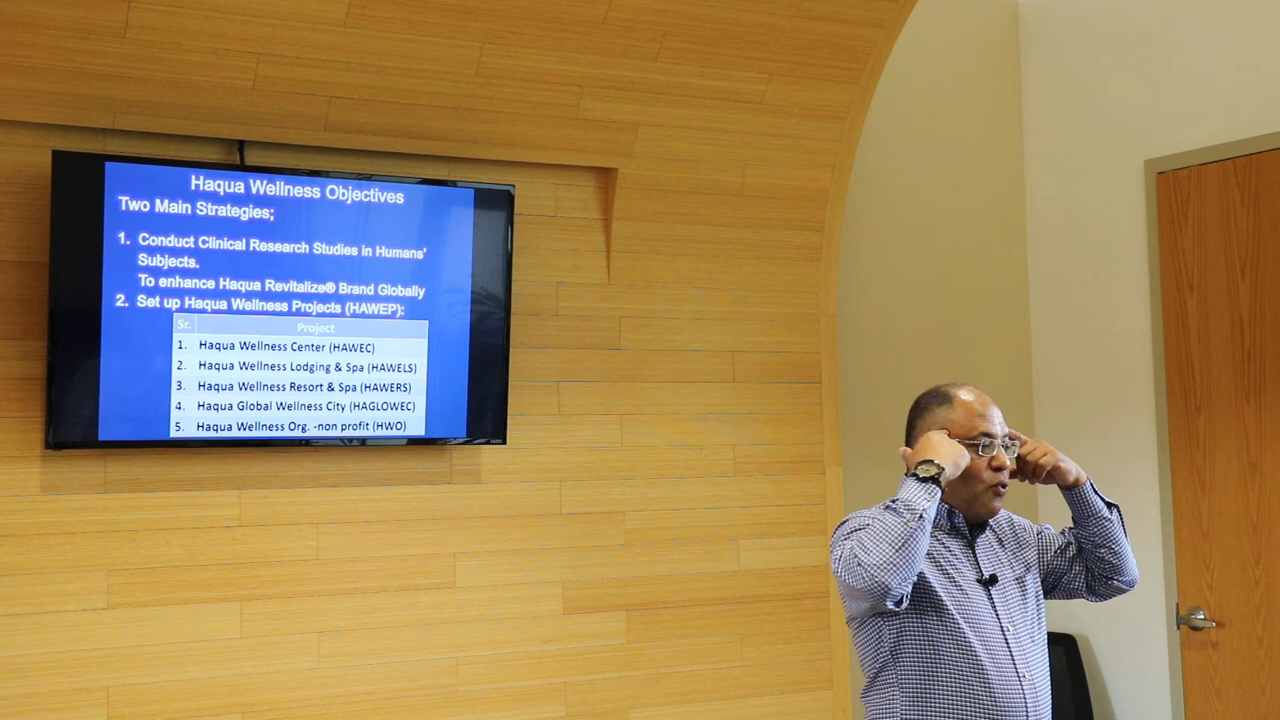 Haqua Wellness Objectives
Two Main Strategies;
1. Conduct Clinical Research Studies in Humans'
Subjects.
To enhance Haqua Revitalize® Brand Globally
2. Set up Haqua Wellness Projects (HAWEP):
Sr. Project
1. Haqua Wellness Center (HAWEC)
2. Haqua Wellness Lodging & Spa (HAWELS)
3. Haqua Wellness Resort & Spa (HAWERS)
4. Haqua Global Wellness City (HAGLOWEC)
5. Haqua Wellness Org. -non profit (HWO)